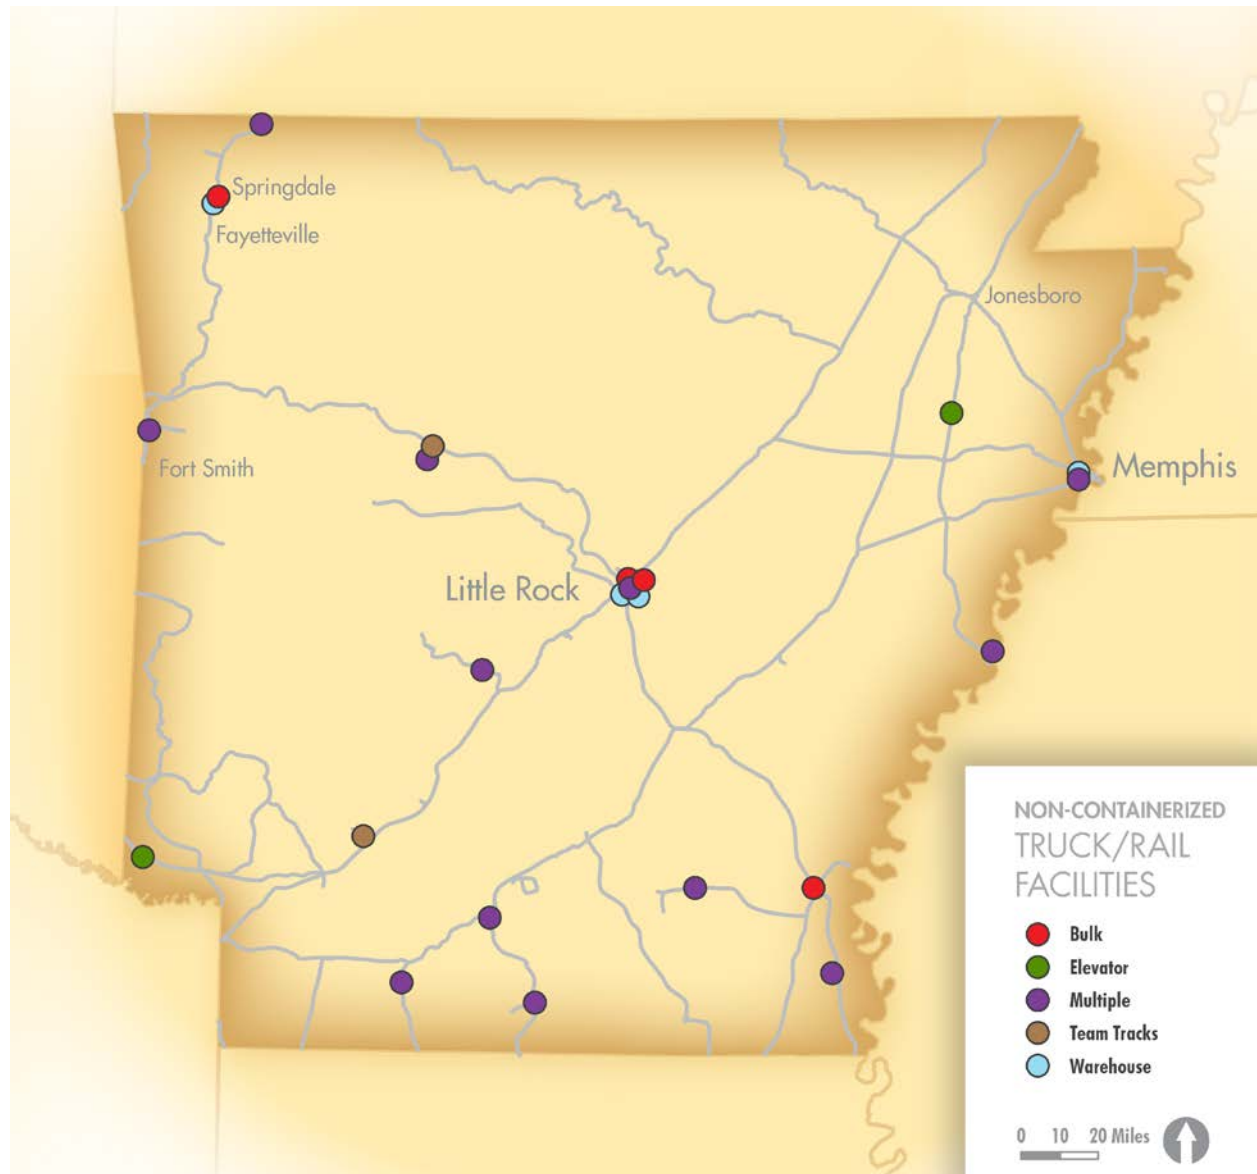 Springdale
Fayetteville
Jonesboro
Fort Smith
Memphis
Little Rock
NON-CONTAINERIZED
TRUCK/RAIL
FACILITIES
Bulk
Elevator
Multiple
Team Tracks
Warehouse
0 10 20 Miles